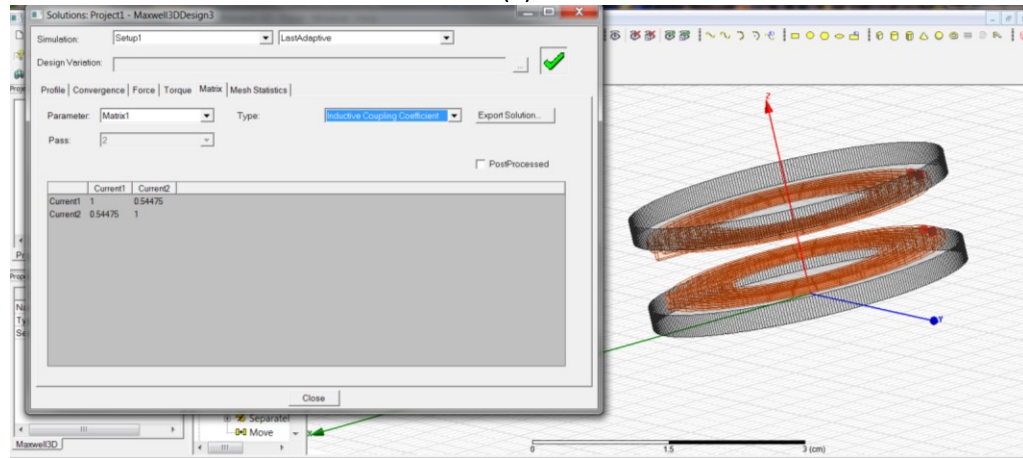 Solutions: Project1 - Maxwell3DDesign3
Simulation: Setup1 LastAdaptive
Design Variation: ...
Profile Convergence Force Torque Matrix Mesh Statistics
Parameter: Matrix1 Type: Inductive Coupling Coefficient Export Solution...
Pass: 2
PostProcessed
Current1 Current2
Current1 1 0.54475
Current2 0.54475 1
Close
Separatel
Move
Maxwell3D
Z
Y
0 1.5 3 (cm)